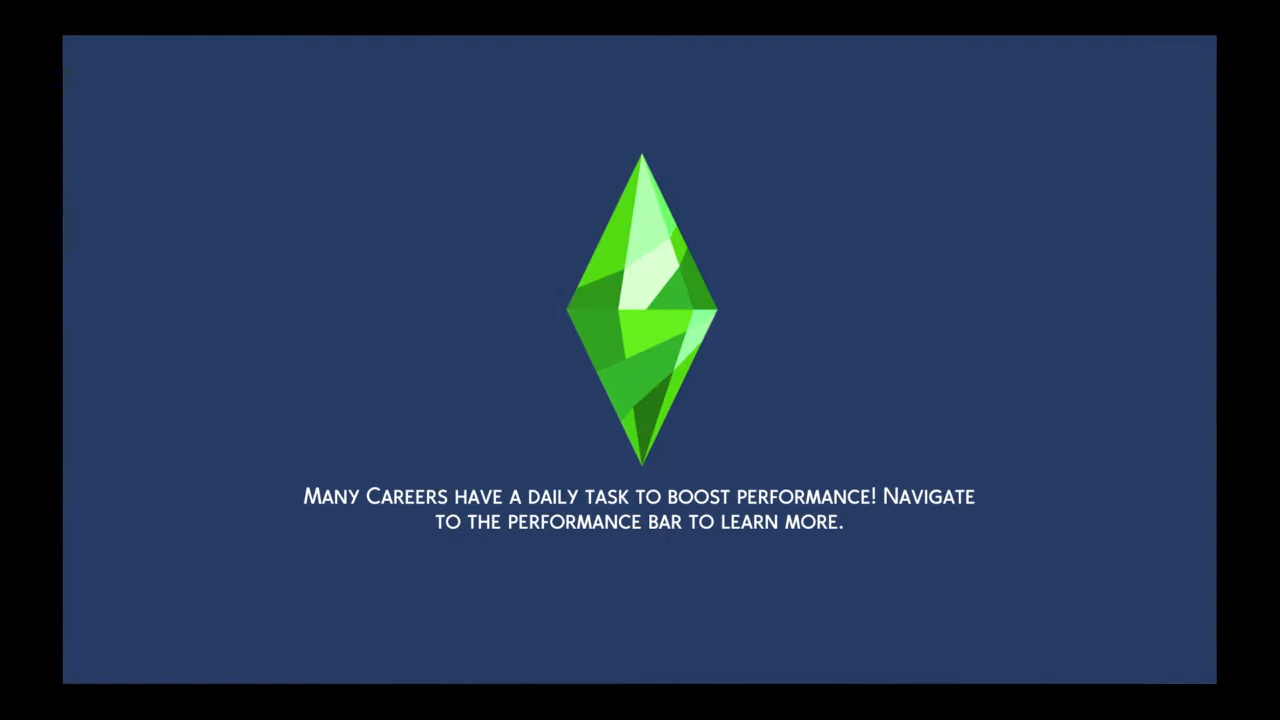 Many Careers have a daily task to boost performance! Navigate
to the performance bar to learn more.